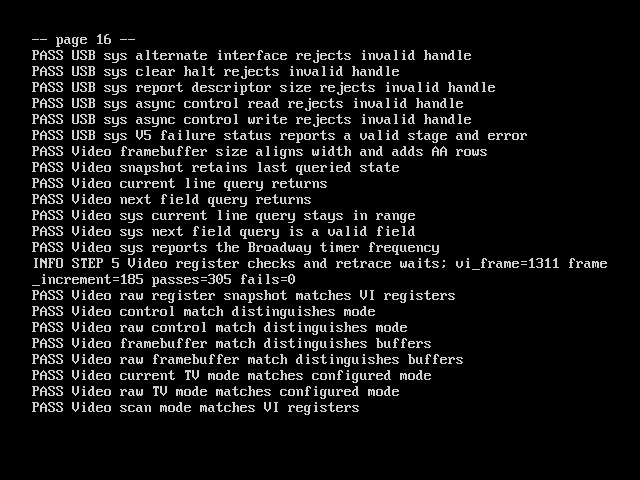 -- page 16 --
PASS USB sys alternate interface rejects invalid handle
PASS USB sys clear halt rejects invalid handle
PASS USB sys report descriptor size rejects invalid handle
PASS USB sys async control read rejects invalid handle
PASS USB sys async control write rejects invalid handle
PASS USB sys V5 failure status reports a valid stage and error
PASS Video framebuffer size aligns width and adds AA rows
PASS Video snapshot retains last queried state
PASS Video current line query returns
PASS Video next field query returns
PASS Video sys current line query stays in range
PASS Video sys next field query is a valid field
PASS Video sys reports the Broadway timer frequency
INFO STEP 5 Video register checks and retrace waits; vi_frame=1311 frame
_increment=185 passes=305 fails=0
PASS Video raw register snapshot matches VI registers
PASS Video control match distinguishes mode
PASS Video raw control match distinguishes mode
PASS Video framebuffer match distinguishes buffers
PASS Video raw framebuffer match distinguishes buffers
PASS Video current TV mode matches configured mode
PASS Video raw TV mode matches configured mode
PASS Video scan mode matches VI registers